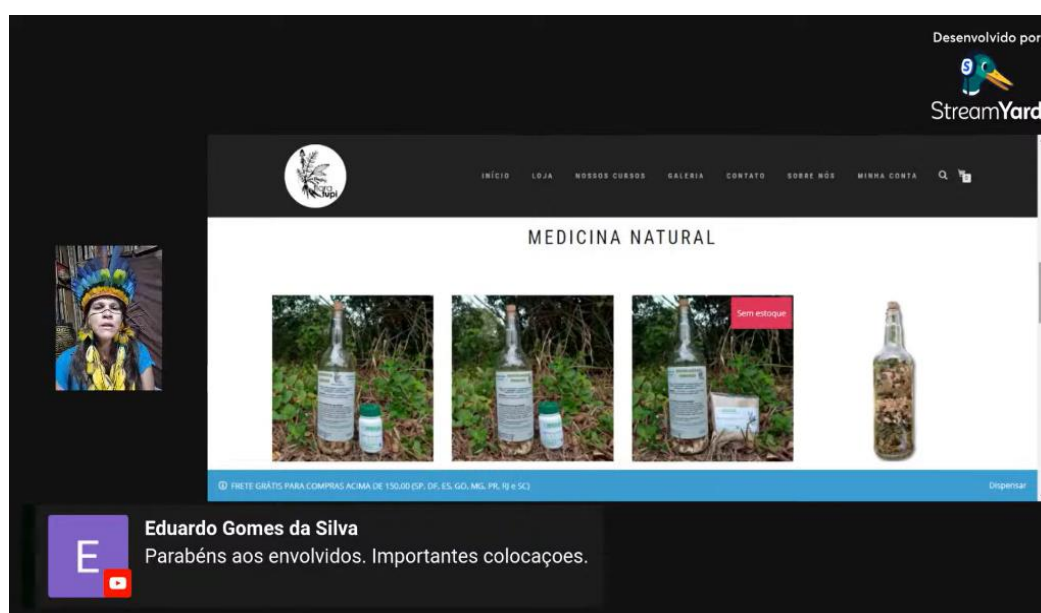 Desenvolvido por
S
StreamYard
flora
tupi
INÍCIO LOJA NOSSOS CURSOS GALERIA CONTATO SOBRE NÓS MINHA CONTA
MEDICINA NATURAL
Sem estoque
FRETE GRÁTIS PARA COMPRAS ACIMA DE 150,00 (SP, DF, ES, GO, MG, PR, RJ e SC) Dispensar
E
Eduardo Gomes da Silva
Parabéns aos envolvidos. Importantes colocaçoes.